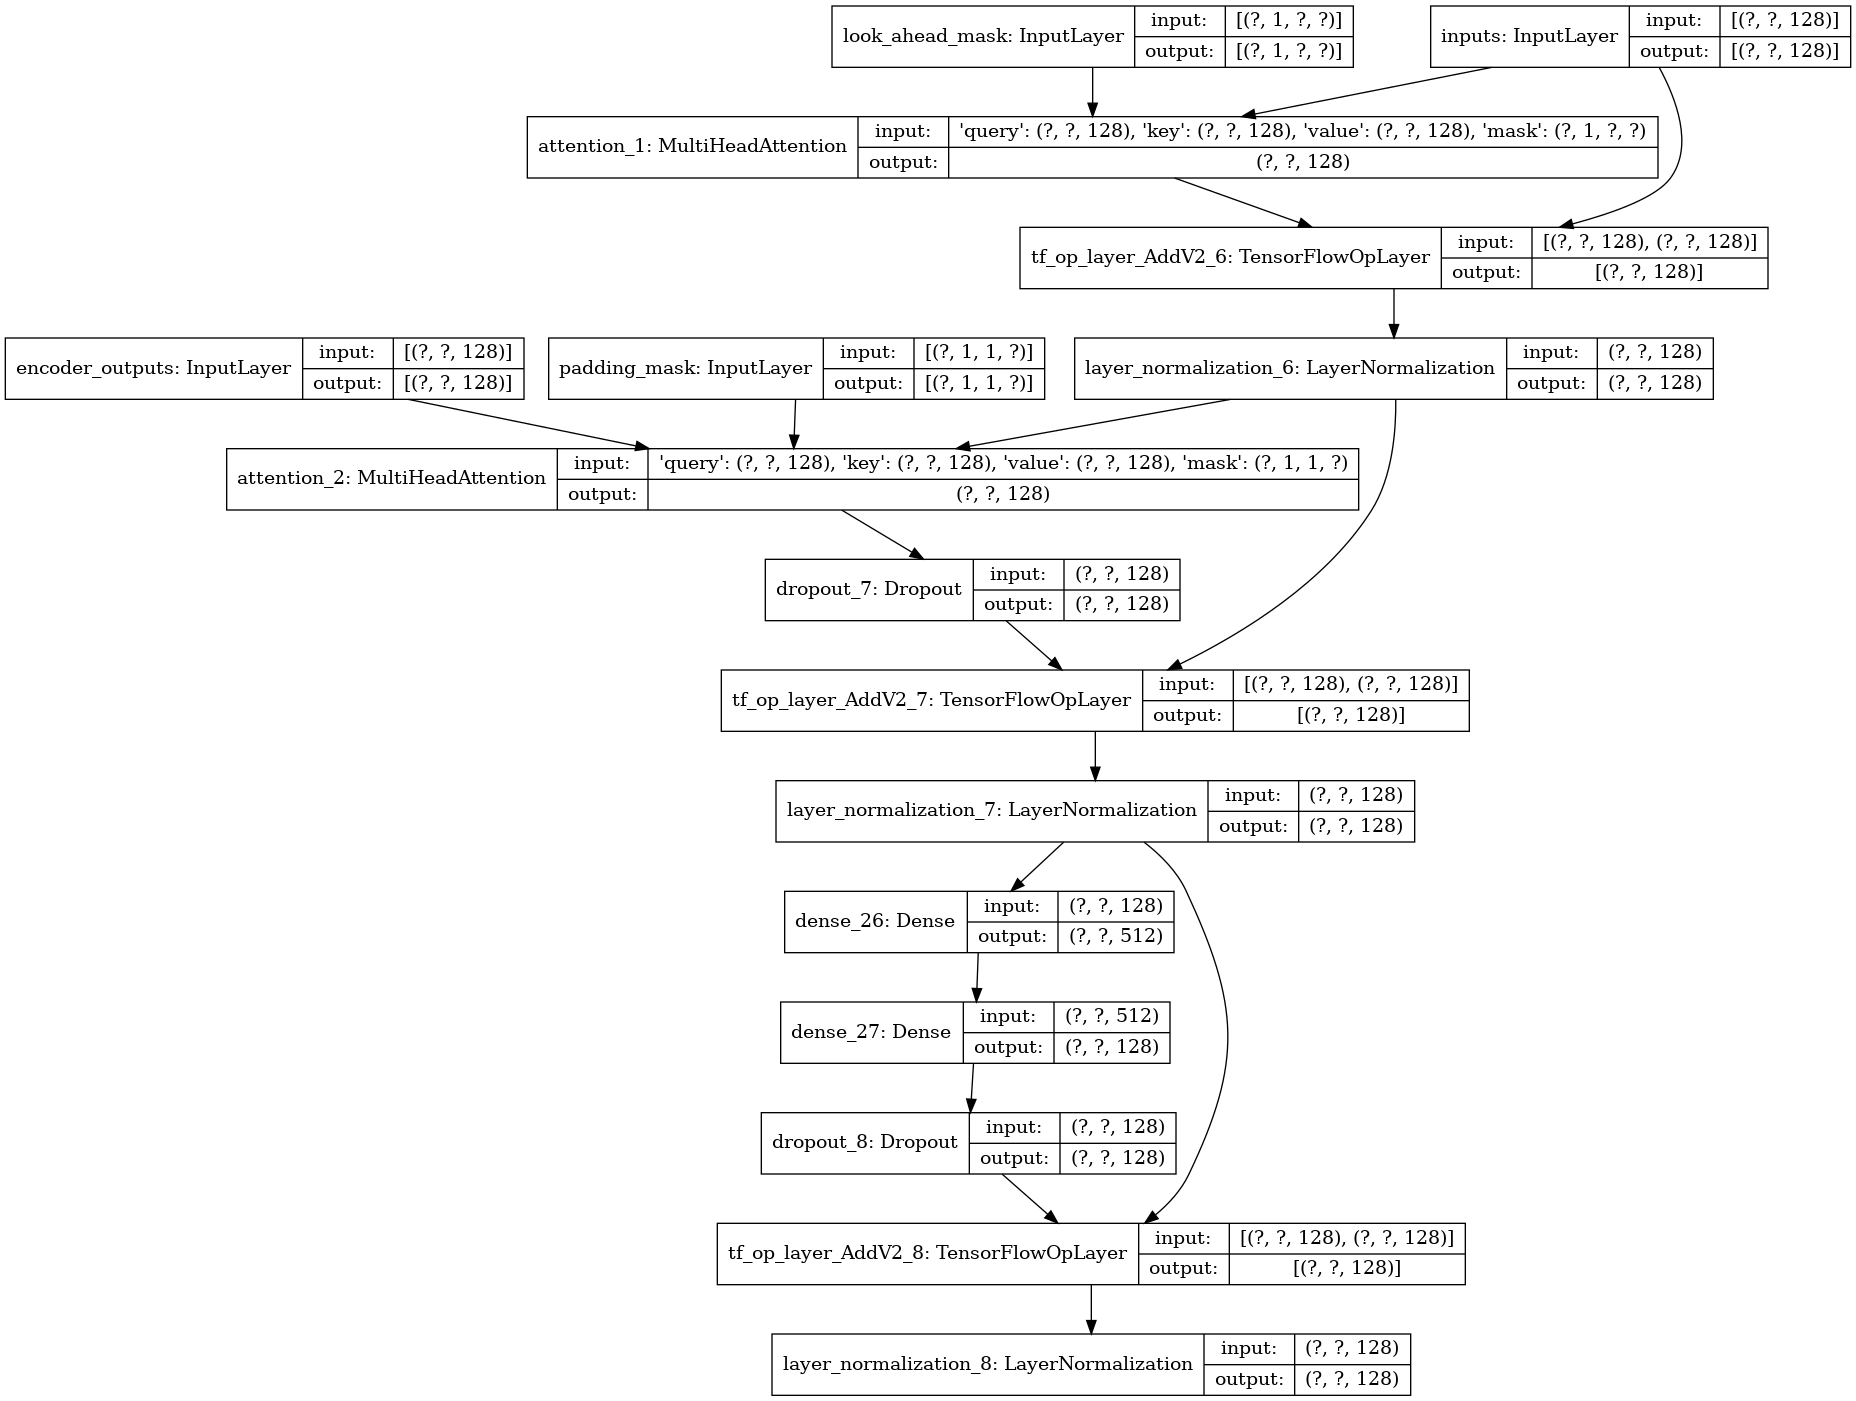 look_ahead_mask: InputLayer
input: [(?, 1, ?, ?)]
output: [(?, 1, ?, ?)]
inputs: InputLayer
input: [(?, ?, 128)]
output: [(?, ?, 128)]
attention_1: MultiHeadAttention
input: 'query': (?, ?, 128), 'key': (?, ?, 128), 'value': (?, ?, 128), 'mask': (?, 1, ?, ?)
output: (?, ?, 128)
tf_op_layer_AddV2_6: TensorFlowOpLayer
input: [(?, ?, 128), (?, ?, 128)]
output: [(?, ?, 128)]
encoder_outputs: InputLayer
input: [(?, ?, 128)]
output: [(?, ?, 128)]
padding_mask: InputLayer
input: [(?, 1, 1, ?)]
output: [(?, 1, 1, ?)]
layer_normalization_6: LayerNormalization
input: (?, ?, 128)
output: (?, ?, 128)
attention_2: MultiHeadAttention
input: 'query': (?, ?, 128), 'key': (?, ?, 128), 'value': (?, ?, 128), 'mask': (?, 1, 1, ?)
output: (?, ?, 128)
dropout_7: Dropout
input: (?, ?, 128)
output: (?, ?, 128)
tf_op_layer_AddV2_7: TensorFlowOpLayer
input: [(?, ?, 128), (?, ?, 128)]
output: [(?, ?, 128)]
layer_normalization_7: LayerNormalization
input: (?, ?, 128)
output: (?, ?, 128)
dense_26: Dense
input: (?, ?, 128)
output: (?, ?, 512)
dense_27: Dense
input: (?, ?, 512)
output: (?, ?, 128)
dropout_8: Dropout
input: (?, ?, 128)
output: (?, ?, 128)
tf_op_layer_AddV2_8: TensorFlowOpLayer
input: [(?, ?, 128), (?, ?, 128)]
output: [(?, ?, 128)]
layer_normalization_8: LayerNormalization
input: (?, ?, 128)
output: (?, ?, 128)